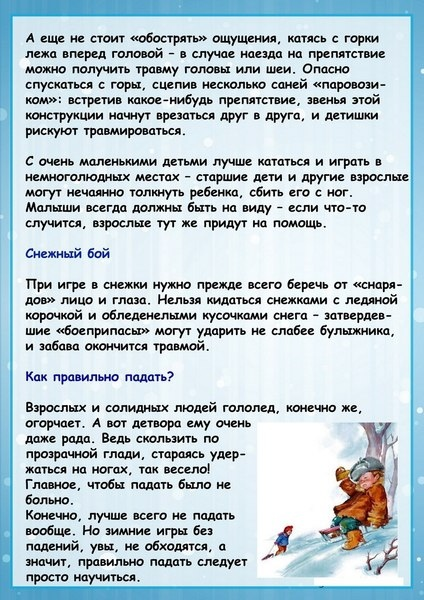 А еще не стоит «обострять» ощущения, катясь с горки
лежа вперед головой – в случае наезда на препятствие
можно получить травму головы или шеи. Опасно
спускаться с горы, сцепив несколько саней «паровози-
ком»: встретив какое-нибудь препятствие, звенья этой
конструкции начнут врезаться друг в друга, и детишки
рискуют травмироваться.
С очень маленькими детьми лучше кататься и играть в
немноголюдных местах – старшие дети и другие взрослые
могут нечаянно толкнуть ребенка, сбить его с ног.
Малыши всегда должны быть на виду – если что-то
случится, взрослые тут же придут на помощь.
Снежный бой
При игре в снежки нужно прежде всего беречь от «снаря-
дов» лицо и глаза. Нельзя кидаться снежками с ледяной
корочкой и обледенелыми кусочками снега – затвердев-
шие «боеприпасы» могут ударить не слабее булыжника,
и забава окончится травмой.
Как правильно падать?
Взрослых и солидных людей гололед, конечно же,
огорчает. А вот детвора ему очень
даже рада. Ведь скользить по
прозрачной глади, стараясь удер-
жаться на ногах, так весело!
Главное, чтобы падать было не
больно.
Конечно, лучше всего не падать
вообще. Но зимние игры без
падений, увы, не обходятся, а
значит, правильно падать следует
просто научиться.